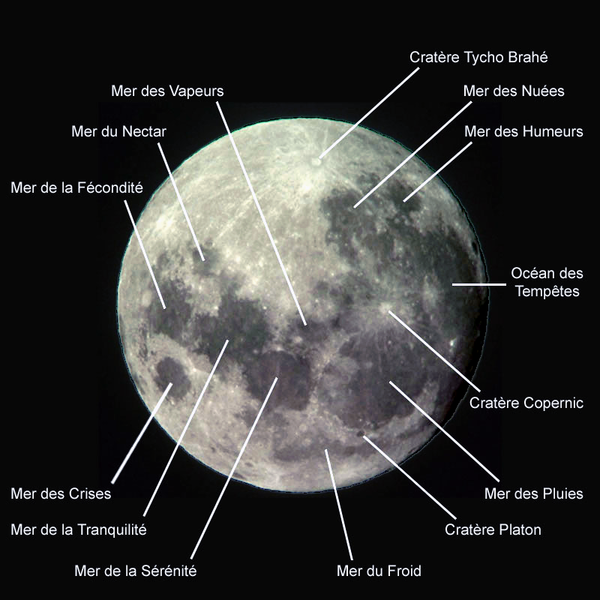 Cratère Tycho Brahé
Mer des Vapeurs
Mer des Nuées
Mer du Nectar
Mer des Humeurs
Mer de la Fécondité
Océan des
Tempêtes
Cratère Copernic
Mer des Crises
Mer des Pluies
Mer de la Tranquilité
Cratère Platon
Mer de la Sérénité
Mer du Froid